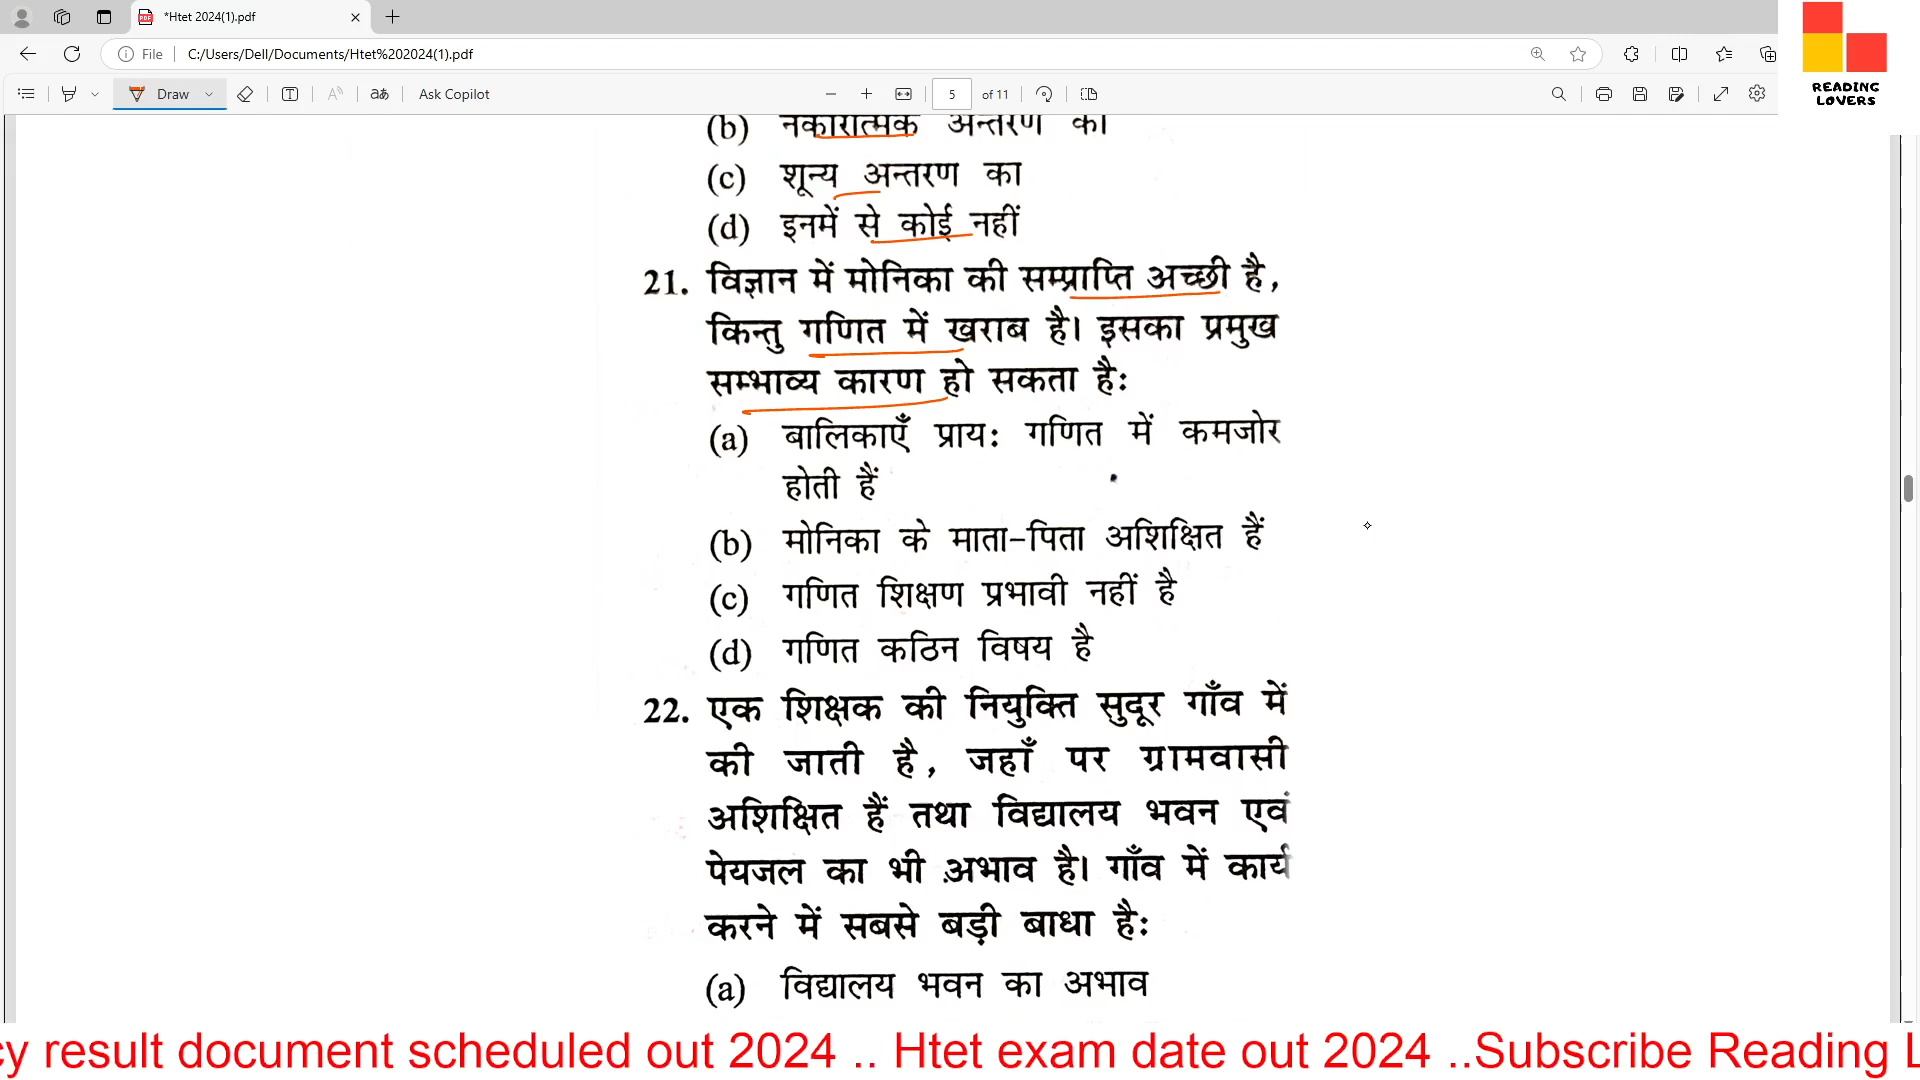 *Htet 2024(1).pdf
File
C:/Users/Dell/Documents/Htet%202024(1).pdf
Draw
Ask Copilot
5 of 11
READING
LOVERS
(b) नकारात्मक अन्तरण का
(c) शून्य अन्तरण का
(d) इनमें से कोई नहीं
21. विज्ञान में मोनिका की सम्प्राप्ति अच्छी है,
किन्तु गणित में खराब है। इसका प्रमुख
सम्भाव्य कारण हो सकता है:
(a) बालिकाएँ प्राय: गणित में कमजोर
होती हैं
(b) मोनिका के माता-पिता अशिक्षित हैं
(c) गणित शिक्षण प्रभावी नहीं है
(d) गणित कठिन विषय है
22. एक शिक्षक की नियुक्ति सुदूर गाँव में
की जाती है, जहाँ पर ग्रामवासी
अशिक्षित हैं तथा विद्यालय भवन एवं
पेयजल का भी अभाव है। गाँव में कार्य
करने में सबसे बड़ी बाधा है:
(a) विद्यालय भवन का अभाव
cy result document scheduled out 2024 .. Htet exam date out 2024 ..Subscribe Reading L